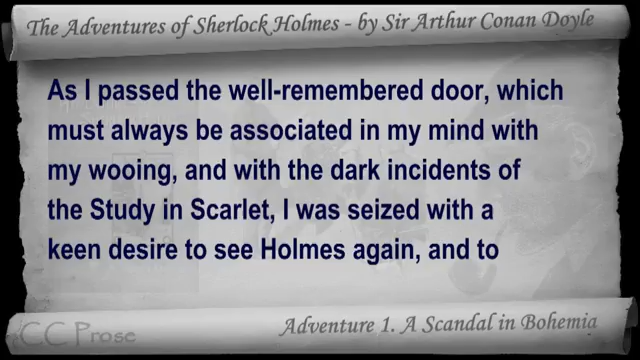 The Adventures of Sherlock Holmes - by Sir Arthur Conan Doyle
As I passed the well-remembered door, which
must always be associated in my mind with
my wooing, and with the dark incidents of
the Study in Scarlet, I was seized with a
keen desire to see Holmes again, and to
CC Prose
Adventure 1. A Scandal in Bohemia